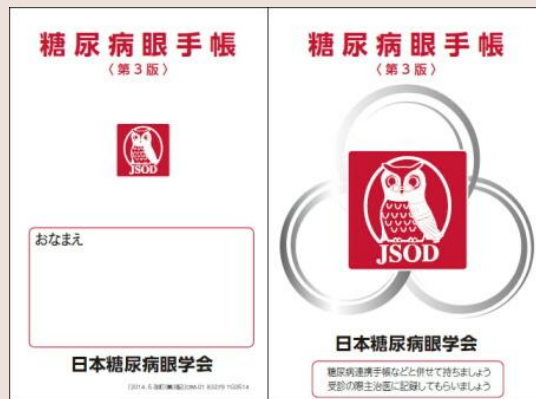 糖尿病眼手帳
〈第3版〉
JSOD
おなまえ
日本糖尿病眼学会
糖尿病眼手帳
〈第3版〉
JSOD
日本糖尿病眼学会
糖尿病連携手帳などと併せて持ちましょう
受診の際主治医に記録してもらいましょう